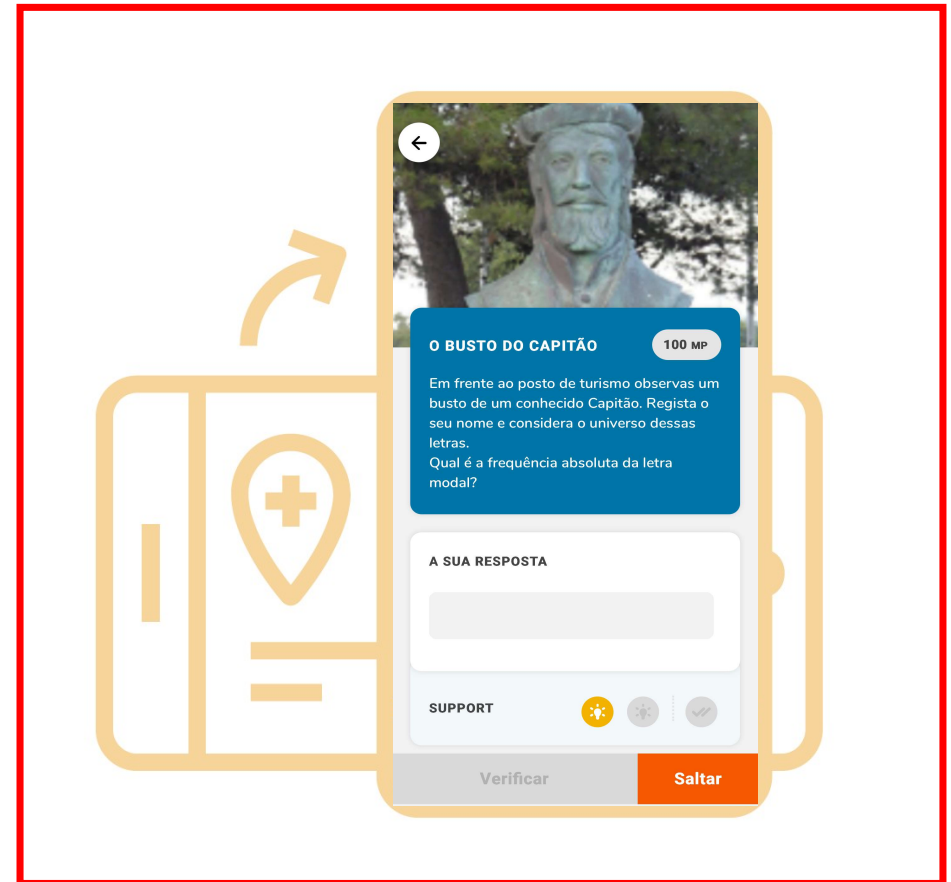 O BUSTO DO CAPITÃO
100 MP
Em frente ao posto de turismo observas um
busto de um conhecido Capitão. Regista o
seu nome e considera o universo dessas
letras.
Qual é a frequência absoluta da letra
modal?
A SUA RESPOSTA
SUPPORT
Verificar
Saltar